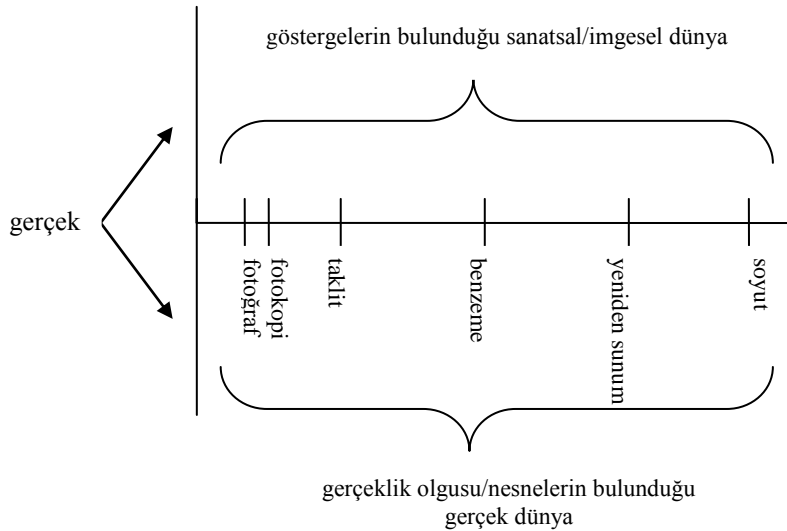 göstergelerin bulunduğu sanatsal/imgesel dünya
gerçek
fotoğraf
fotokopi
taklit
benzeme
yeniden sunum
soyut
gerçeklik olgusu/nesnelerin bulunduğu
gerçek dünya